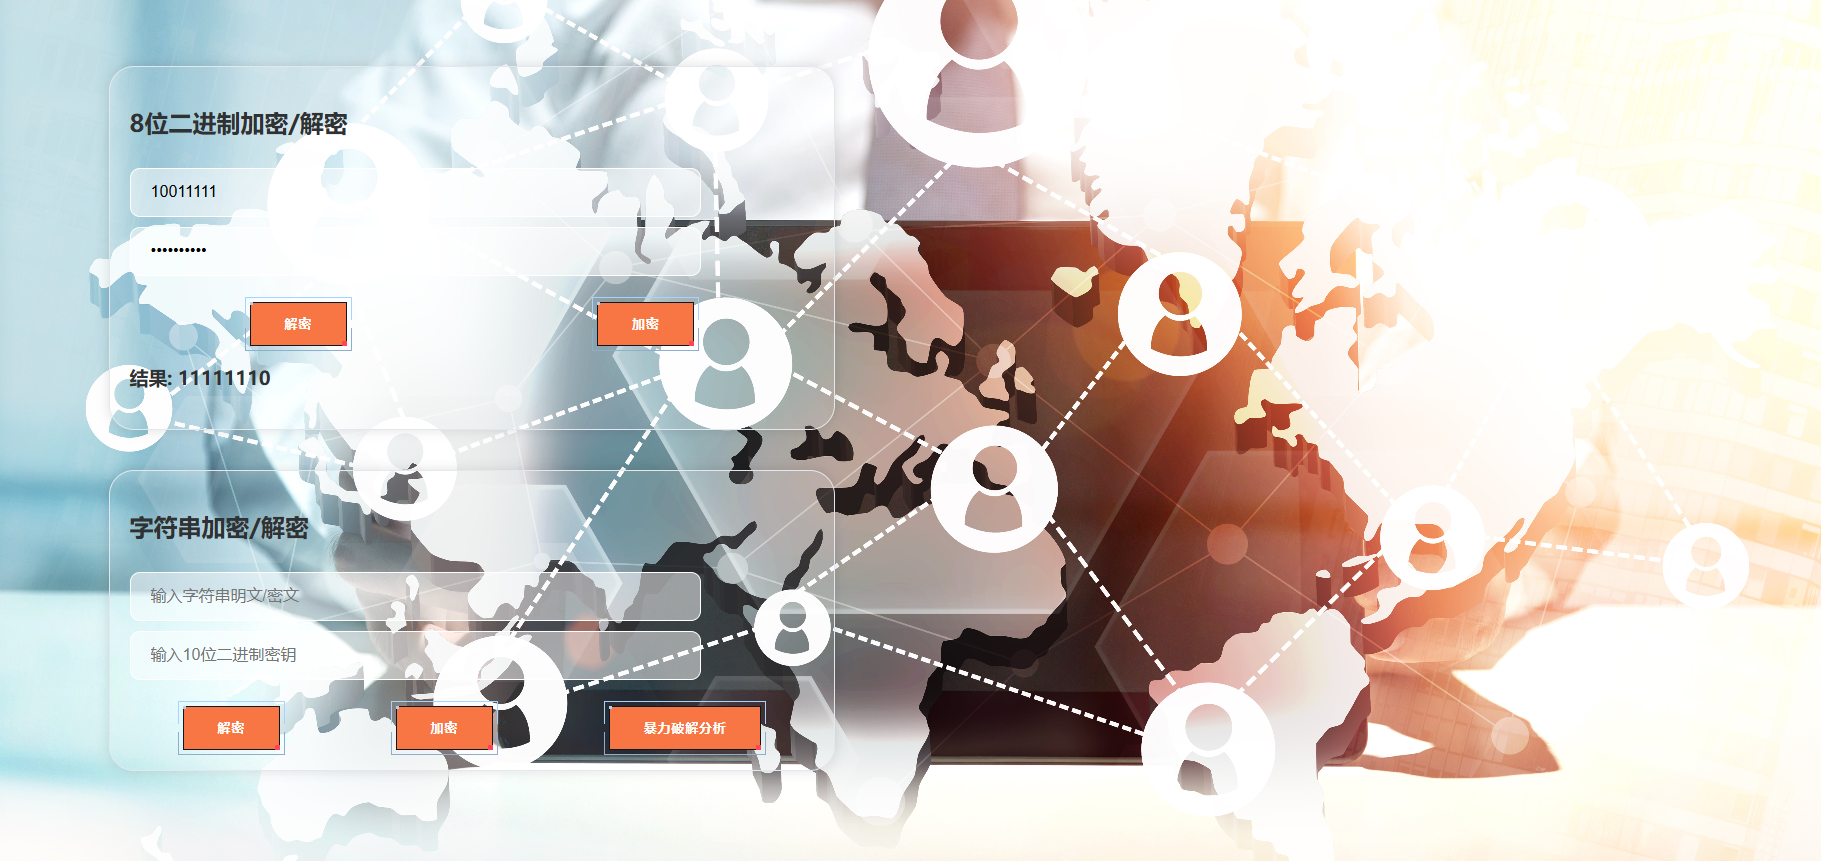 8位二进制加密/解密
10011111
••••••••••
解密 加密
结果: 11111110
字符串加密/解密
输入字符串明文/密文
输入10位二进制密钥
解密 加密 暴力破解分析